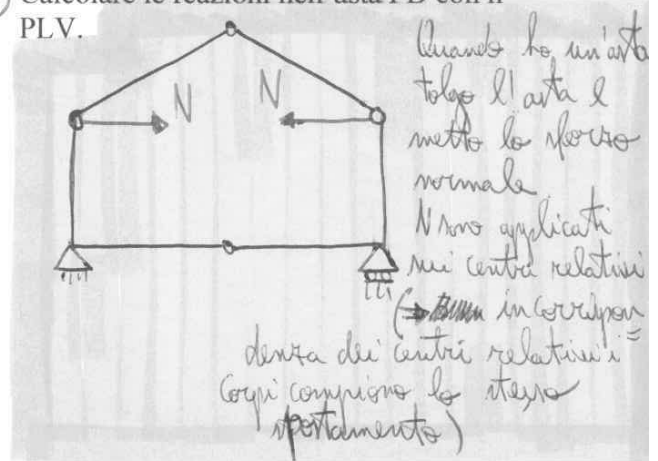 Calcolare le reazioni nell'asta FB con il
PLV.
Quando ho un'asta
tolgo l'asta e
metto lo sforzo
normale
N sono applicati
nei centri relativi
(⇒ in corrispon=
denza dei centri relativi i
Corpi compiono lo stesso
spostamento)
N
N